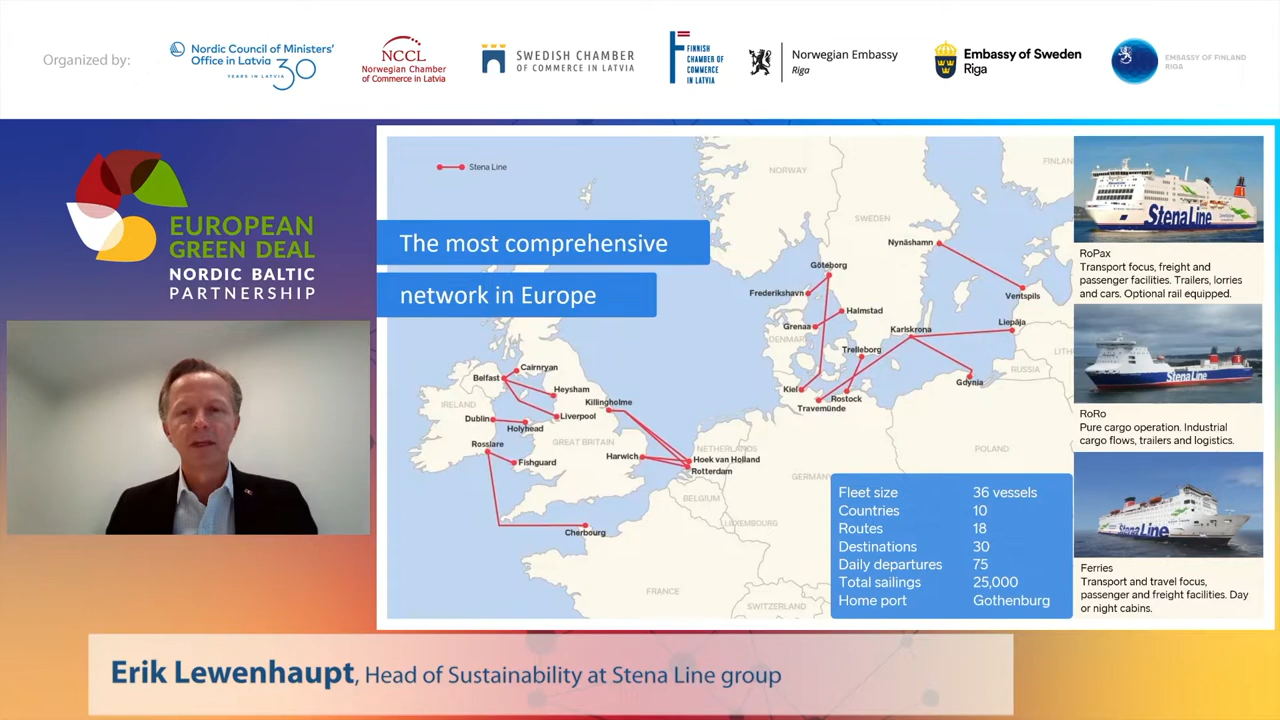 Organized by:
Nordic Council of Ministers'
Office in Latvia
YEARS IN LATVIA
30
NCCL
Norwegian Chamber
of Commerce in Latvia
SWEDISH CHAMBER
OF COMMERCE IN LATVIA
FINNISH
CHAMBER OF
COMMERCE
IN LATVIA
Norwegian Embassy
Riga
Embassy of Sweden
Riga
EMBASSY OF FINLAND
RIGA
EUROPEAN
GREEN DEAL
NORDIC BALTIC
PARTNERSHIP
Stena Line
The most comprehensive
network in Europe
NORWAY
FINLAN
SWEDEN
Nynäshamn
Göteborg
Frederikshavn
Ventspils
Halmstad
Grenaa
Liepāja
Karlskrona
DENMARK
Trelleborg
LITH
RUSSIA
Cairnryan
Belfast
Gdynia
Heysham
Kiel
Rostock
Killingholme
Travemünde
IRELAND
Liverpool
Dublin
Holyhead
Rosslare
GREAT BRITAIN
NETHERLANDS
POLAND
Harwich
Hoek van Holland
Fishguard
Rotterdam
GERMANY
BELGIUM
LUXEMBOURG
Cherbourg
FRANCE
SWITZERLAND
Fleet size 36 vessels
Countries 10
Routes 18
Destinations 30
Daily departures 75
Total sailings 25,000
Home port Gothenburg
StenaLine
RoPax
Transport focus, freight and
passenger facilities. Trailers, lorries
and cars. Optional rail equipped.
StenaLine
RoRo
Pure cargo operation. Industrial
cargo flows, trailers and logistics.
StenaLine
Ferries
Transport and travel focus,
passenger and freight facilities. Day
or night cabins.
Erik Lewenhaupt, Head of Sustainability at Stena Line group